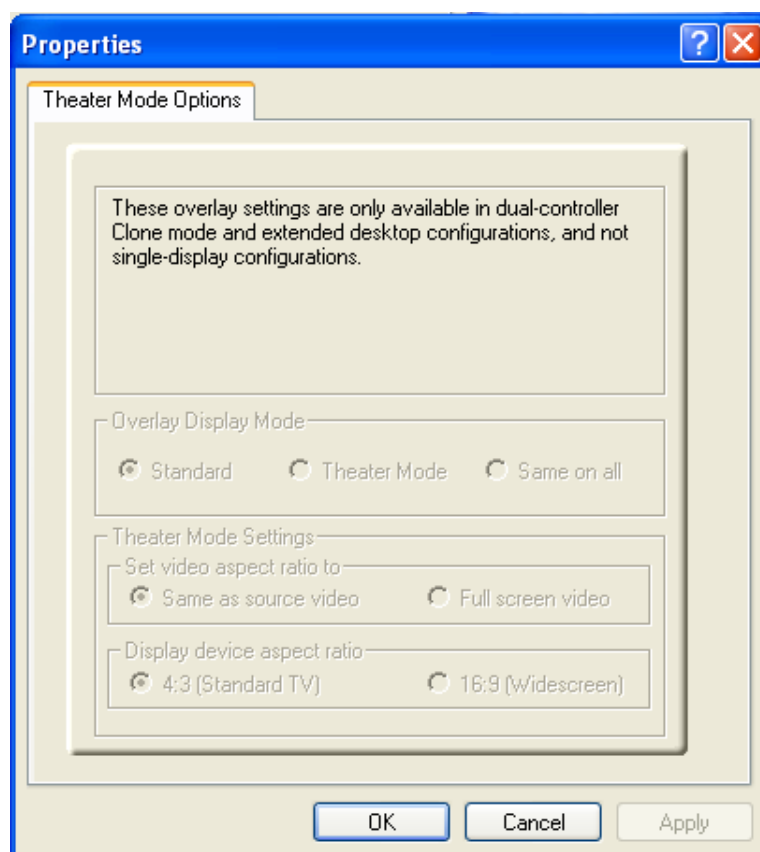 Properties
Theater Mode Options
These overlay settings are only available in dual-controller
Clone mode and extended desktop configurations, and not
single-display configurations.
Overlay Display Mode
Standard Theater Mode Same on all
Theater Mode Settings
Set video aspect ratio to
Same as source video Full screen video
Display device aspect ratio
4:3 (Standard TV) 16:9 (Widescreen)
OK Cancel Apply